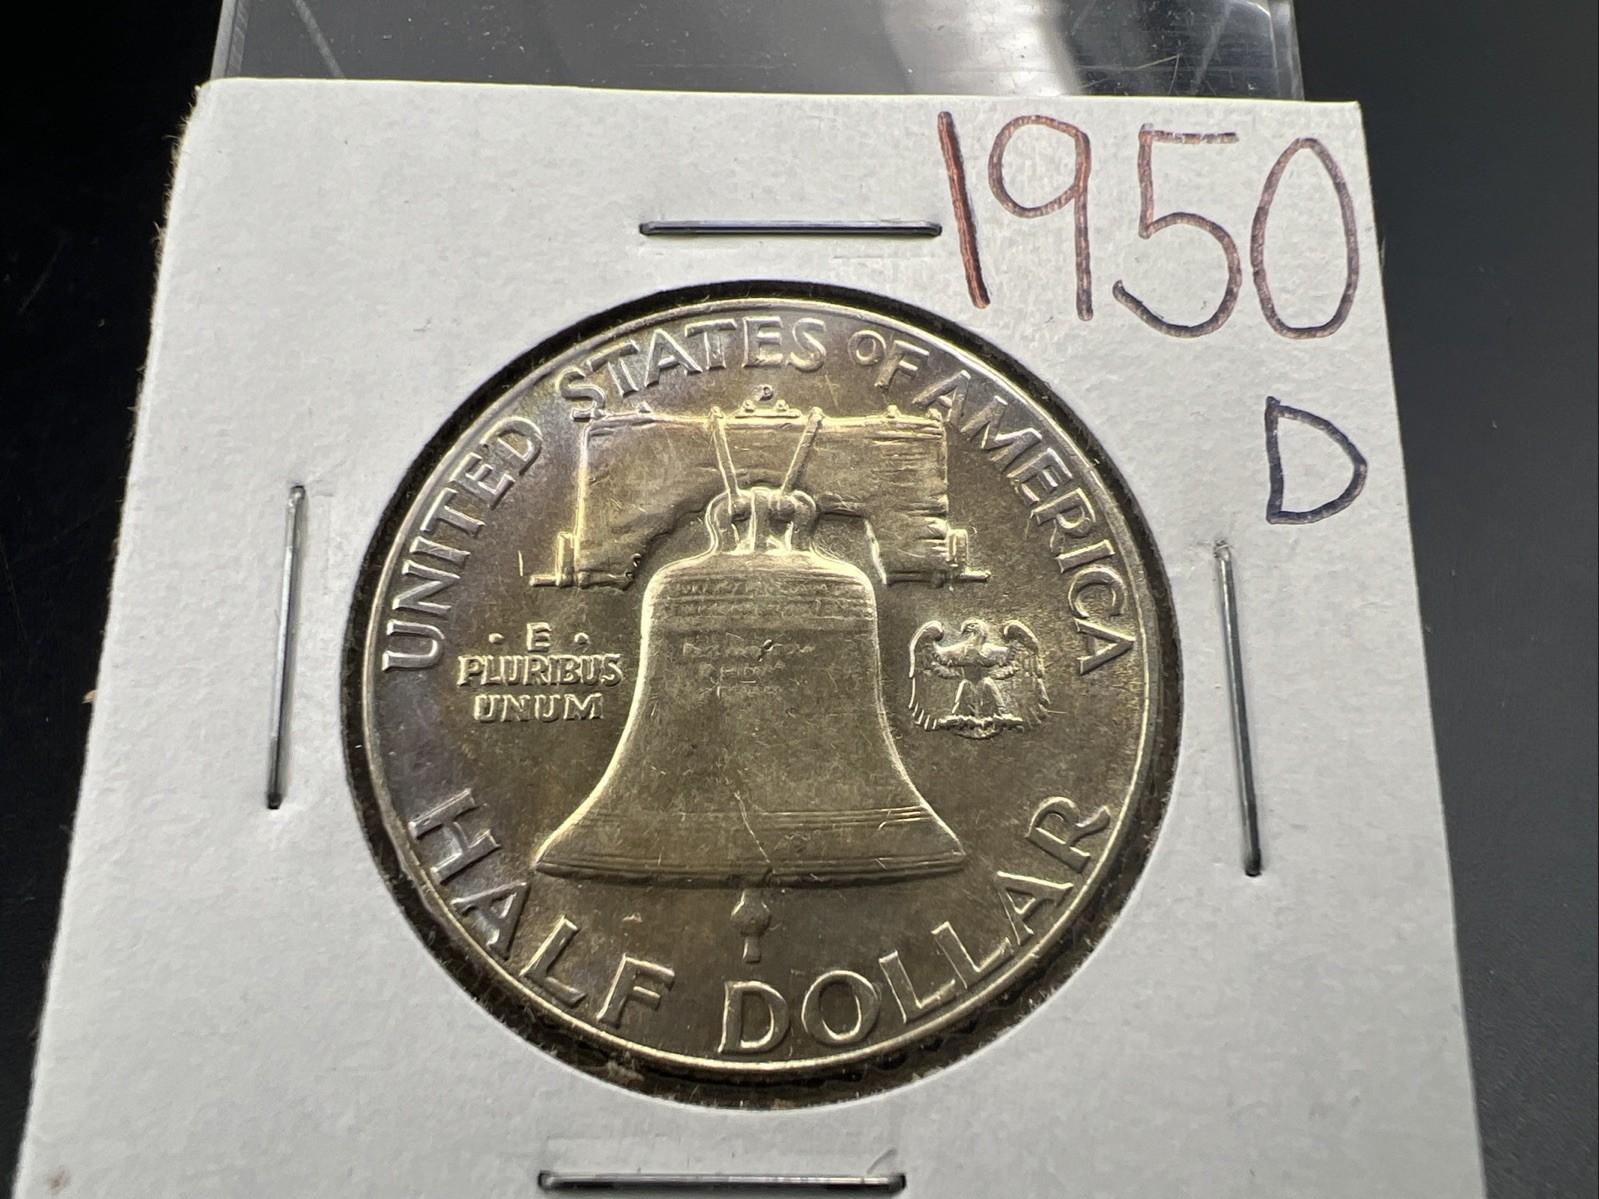 1950
D
UNITED STATES OF AMERICA
D
· E ·
PLURIBUS
UNUM
HALF DOLLAR